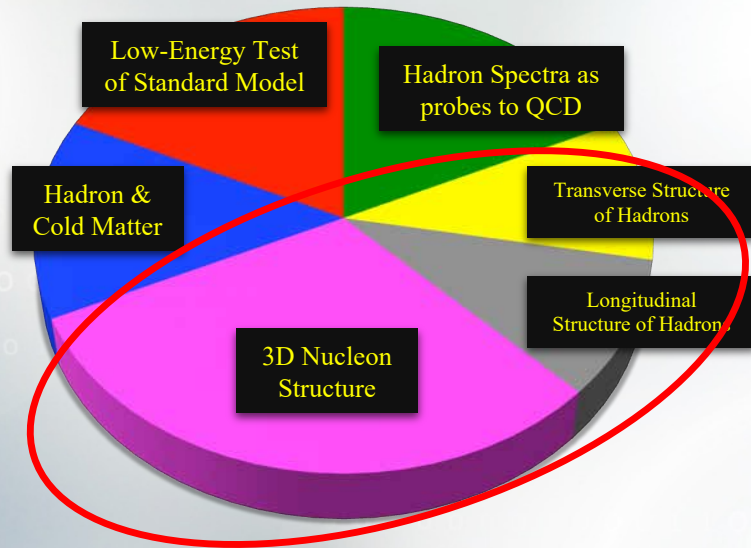 Low-Energy Test
of Standard Model
Hadron Spectra as
probes to QCD
Hadron &
Cold Matter
Transverse Structure
of Hadrons
Longitudinal
Structure of Hadrons
3D Nucleon
Structure